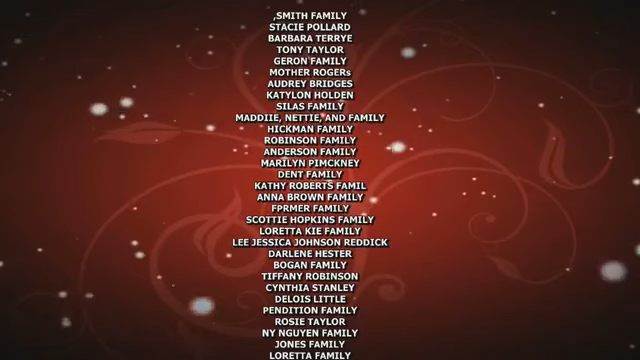 ,SMITH FAMILY
STACIE POLLARD
BARBARA TERRYE
TONY TAYLOR
GERON FAMILY
MOTHER ROGERs
AUDREY BRIDGES
KATYLON HOLDEN
SILAS FAMILY
MADDIIE, NETTIE, AND FAMILY
HICKMAN FAMILY
ROBINSON FAMILY
ANDERSON FAMILY
MARILYN PIMCKNEY
DENT FAMILY
KATHY ROBERTS FAMIL
ANNA BROWN FAMILY
FPRMER FAMILY
SCOTTIE HOPKINS FAMILY
LORETTA KIE FAMILY
LEE JESSICA JOHNSON REDDICK
DARLENE HESTER
BOGAN FAMILY
TIFFANY ROBINSON
CYNTHIA STANLEY
DELOIS LITTLE
PENDITION FAMILY
ROSIE TAYLOR
NY NGUYEN FAMILY
JONES FAMILY
LORETTA FAMILY